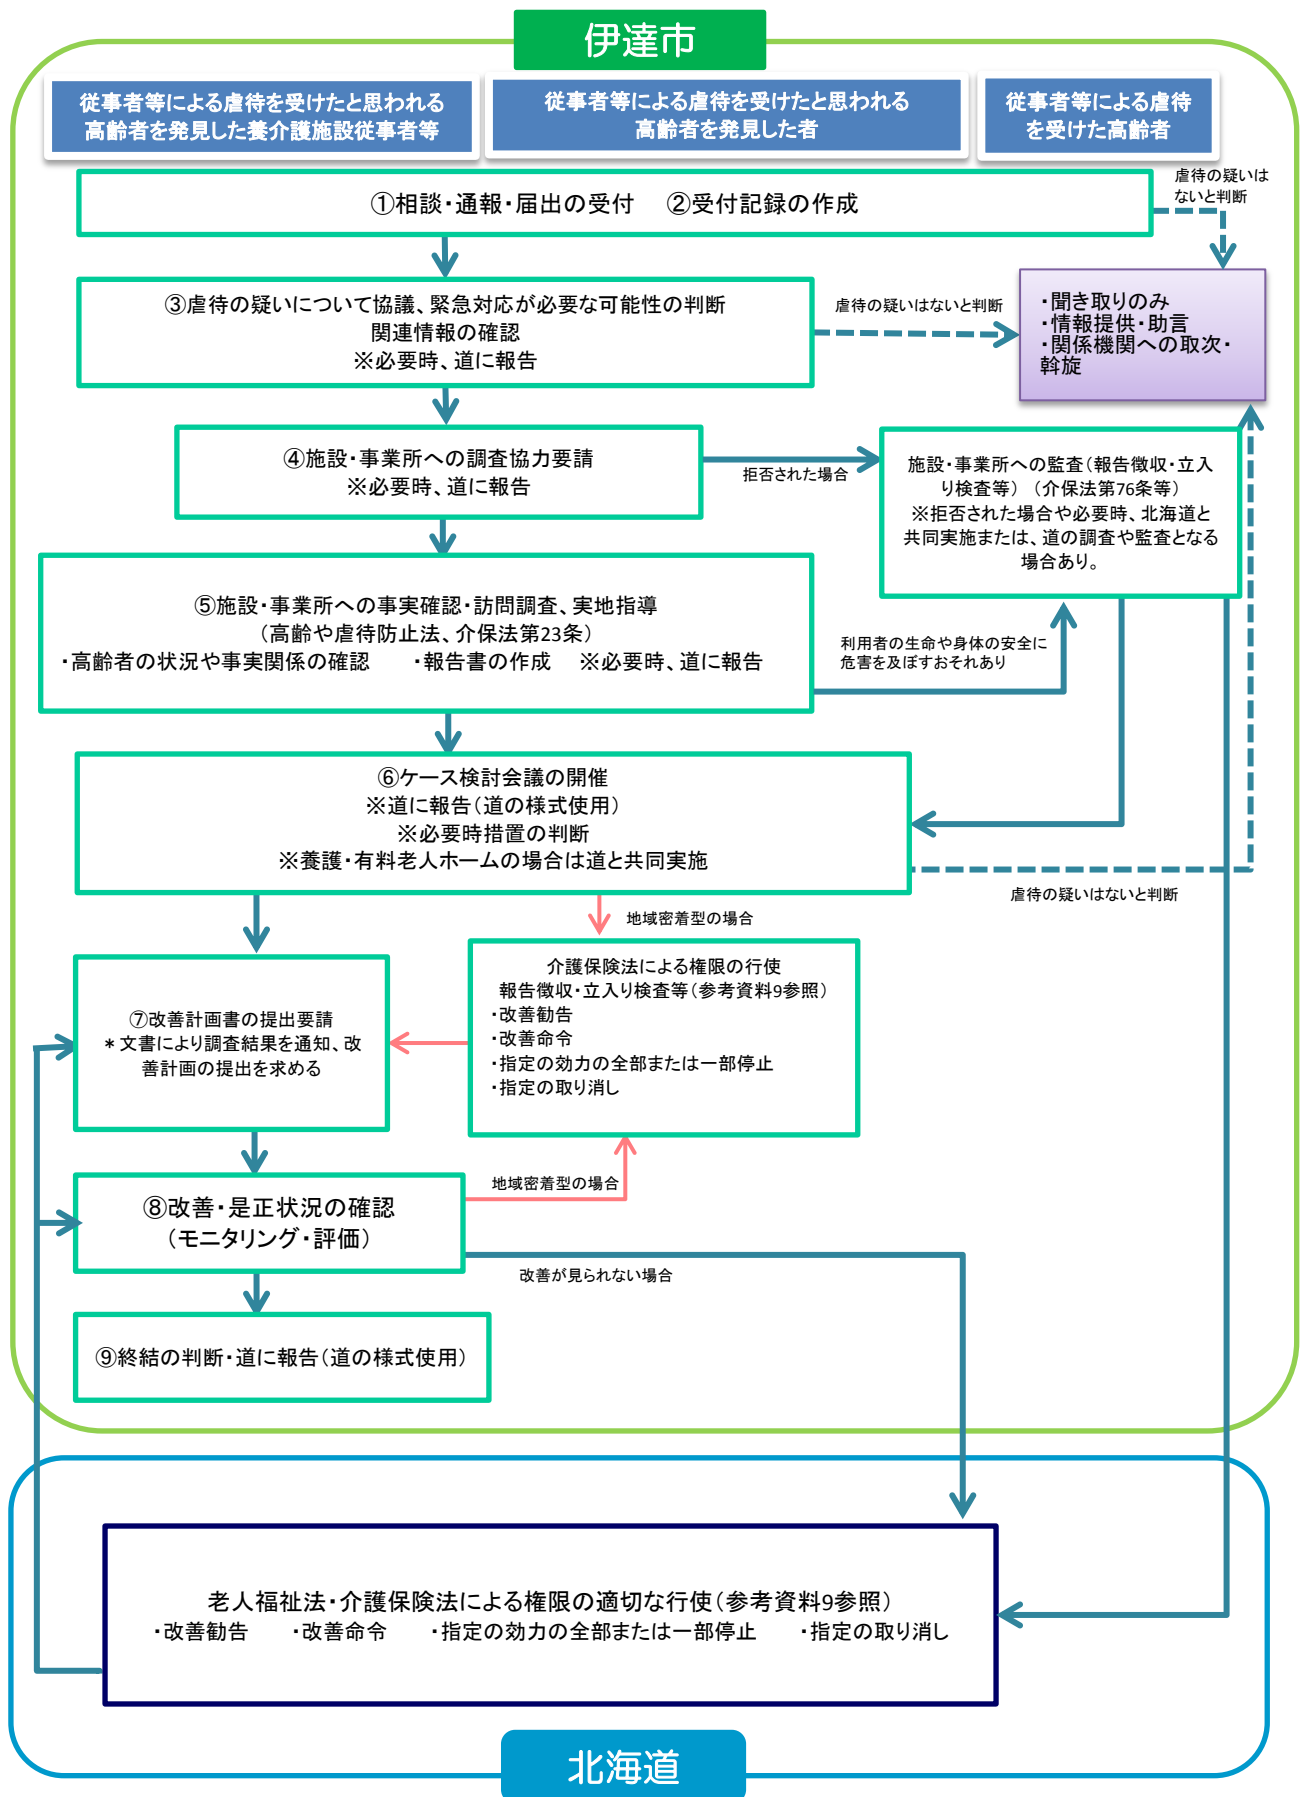 伊達市
従事者等による虐待を受けたと思われる
高齢者を発見した養介護施設従事者等
従事者等による虐待を受けたと思われる
高齢者を発見した者
従事者等による虐待
を受けた高齢者
①相談・通報・届出の受付　②受付記録の作成
虐待の疑いは
ないと判断
③虐待の疑いについて協議、緊急対応が必要な可能性の判断
関連情報の確認
※必要時、道に報告
虐待の疑いはないと判断
・聞き取りのみ
・情報提供・助言
・関係機関への取次・
斡旋
④施設・事業所への調査協力要請
※必要時、道に報告
拒否された場合
施設・事業所への監査（報告徴収・立入
り検査等）（介保法第76条等）
※拒否された場合や必要時、北海道と
共同実施または、道の調査や監査となる
場合あり。
⑤施設・事業所への事実確認・訪問調査、実地指導
（高齢や虐待防止法、介保法第23条）
・高齢者の状況や事実関係の確認　・報告書の作成　※必要時、道に報告
利用者の生命や身体の安全に
危害を及ぼすおそれあり
⑥ケース検討会議の開催
※道に報告（道の様式使用）
※必要時措置の判断
※養護・有料老人ホームの場合は道と共同実施
虐待の疑いはないと判断
地域密着型の場合
介護保険法による権限の行使
報告徴収・立入り検査等（参考資料9参照）
・改善勧告
・改善命令
・指定の効力の全部または一部停止
・指定の取り消し
⑦改善計画書の提出要請
＊文書により調査結果を通知、改
善計画の提出を求める
地域密着型の場合
⑧改善・是正状況の確認
（モニタリング・評価）
改善が見られない場合
⑨終結の判断・道に報告（道の様式使用）
老人福祉法・介護保険法による権限の適切な行使（参考資料9参照）
・改善勧告　・改善命令　・指定の効力の全部または一部停止　・指定の取り消し
北海道